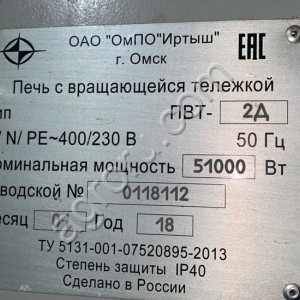 ОАО "ОмПО"Иртыш"
г. Омск
ЕАС
Печь с вращающейся тележкой
ип ПВТ- 2Д
/ N/ PE~400/230 В 50 Гц
оминальная мощность 51000 Вт
водской № 0118112
есяц Год 18
ТУ 5131-001-07520895-2013
Степень защиты IP40
Сделано в России